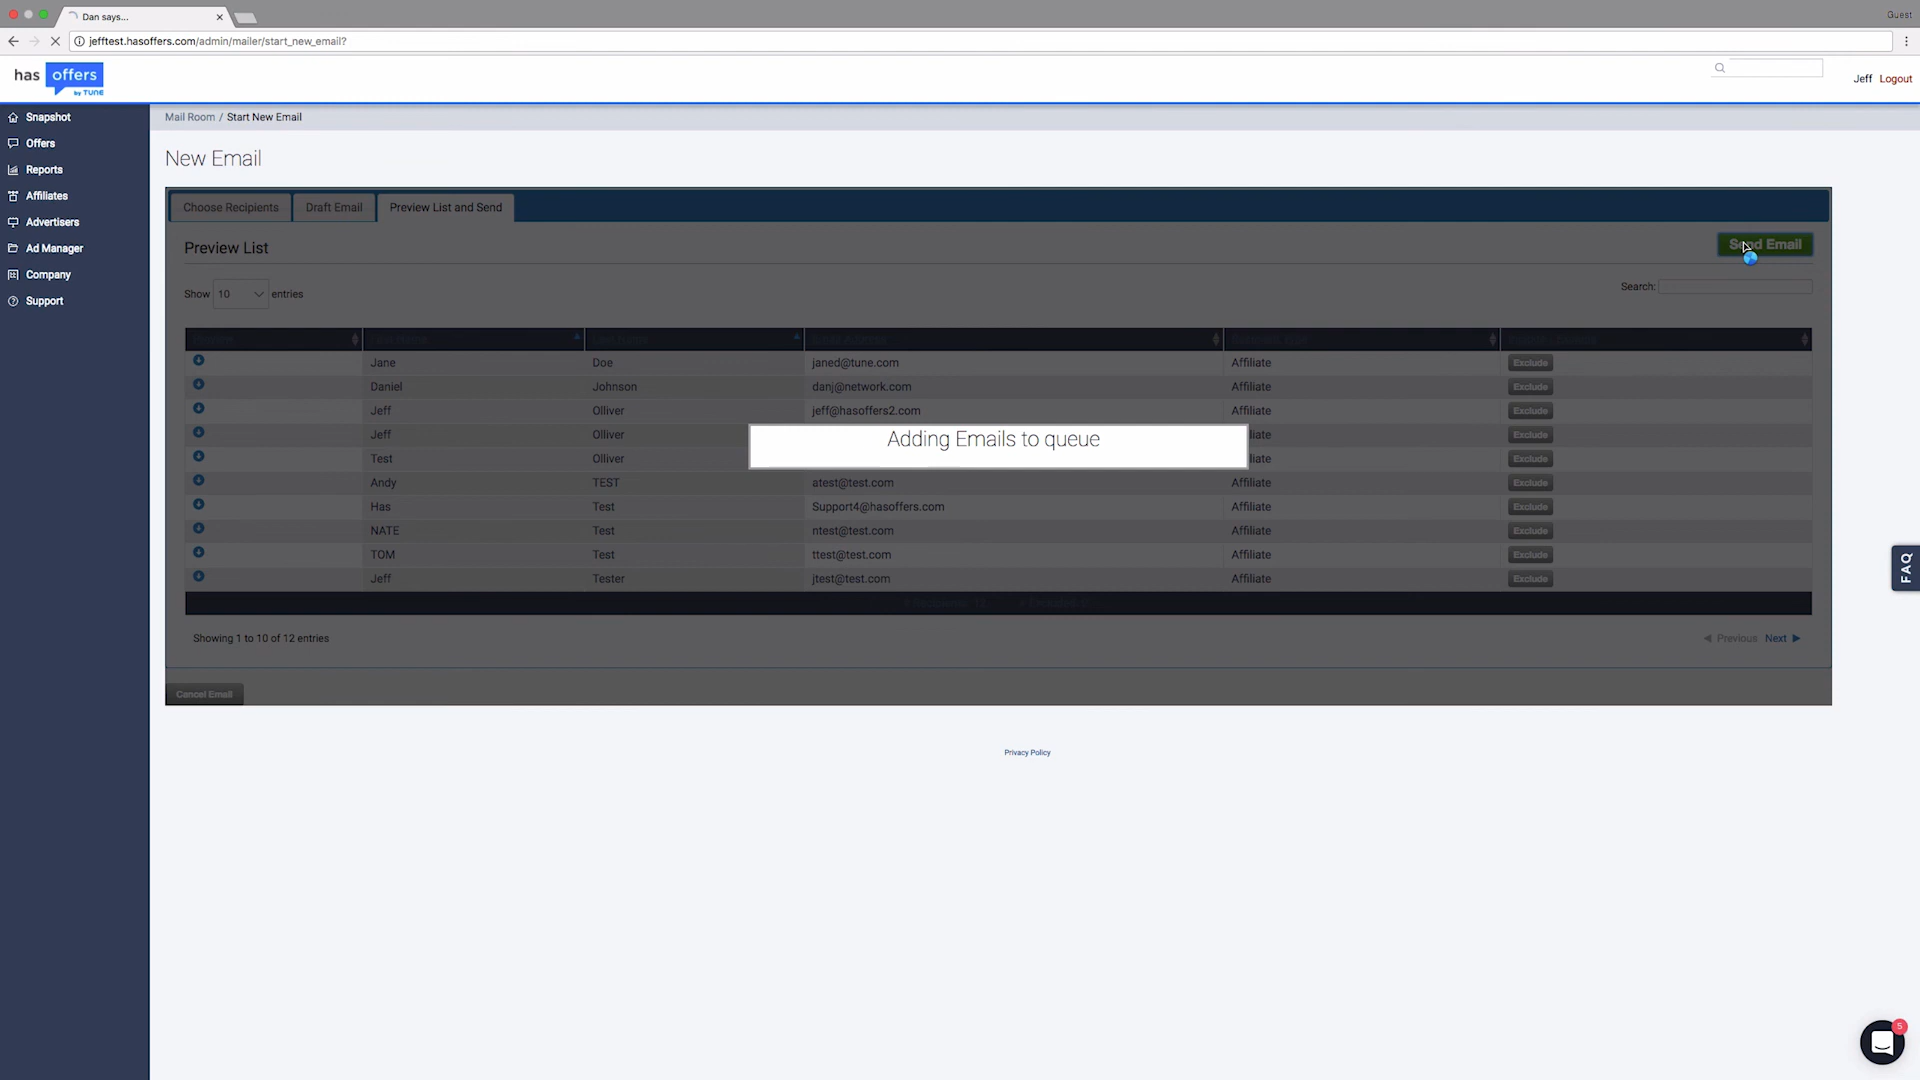 Dan says...
Guest
jefftest.hasoffers.com/admin/mailer/start_new_email?
has offers
by TUNE
Jeff Logout
Snapshot
Offers
Reports
Affiliates
Advertisers
Ad Manager
Company
Support
Mail Room / Start New Email
New Email
Choose Recipients Draft Email Preview List and Send
Preview List
Send Email
Show 10 entries
Search:
Jane Doe janed@tune.com Affiliate Exclude
Daniel Johnson danj@network.com Affiliate Exclude
Jeff Olliver jeff@hasoffers2.com Affiliate Exclude
Jeff Olliver liate Exclude
Adding Emails to queue
Test Olliver liate Exclude
Andy TEST atest@test.com Affiliate Exclude
Has Test Support4@hasoffers.com Affiliate Exclude
NATE Test ntest@test.com Affiliate Exclude
TOM Test ttest@test.com Affiliate Exclude
Jeff Tester jtest@test.com Affiliate Exclude
Showing 1 to 10 of 12 entries
Previous Next
Cancel Email
Privacy Policy
FAQ
5